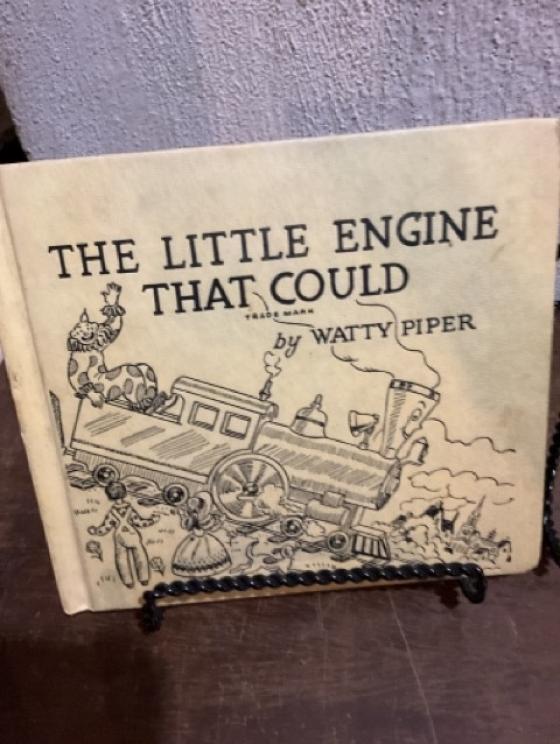 THE LITTLE ENGINE
THAT COULD
TRADE MARK
by WATTY PIPER